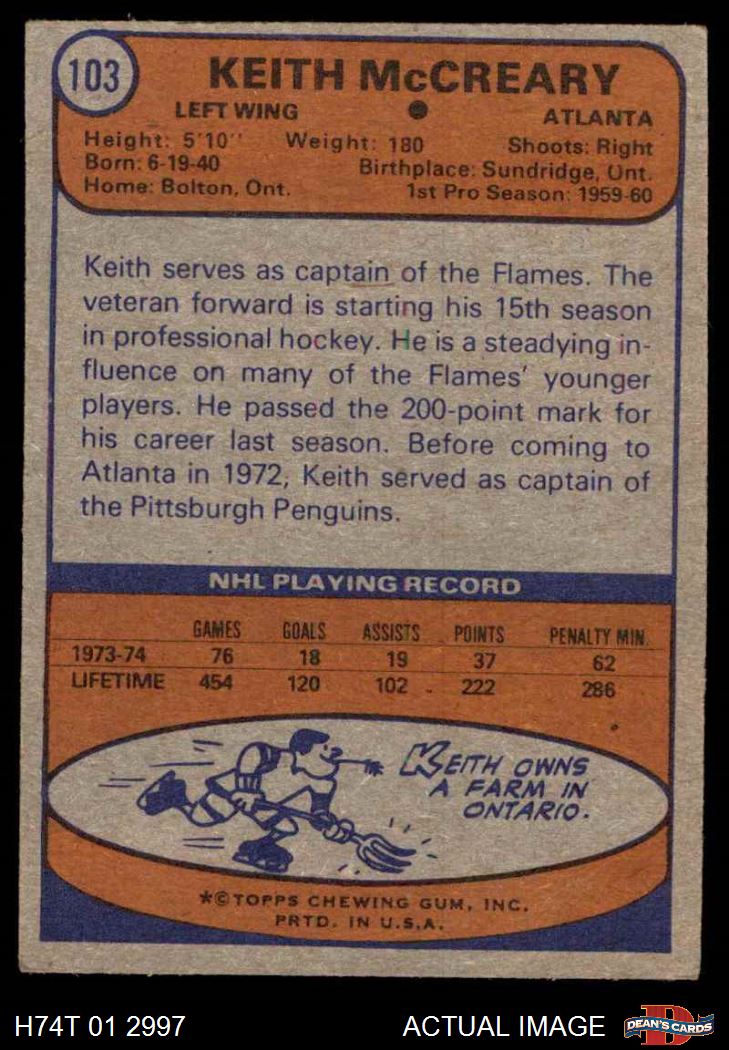 103
KEITH McCREARY
LEFT WING ● ATLANTA
Height: 5'10" Weight: 180 Shoots: Right
Born: 6-19-40 Birthplace: Sundridge, Ont.
Home: Bolton, Ont. 1st Pro Season: 1959-60
Keith serves as captain of the Flames. The
veteran forward is starting his 15th season
in professional hockey. He is a steadying in-
fluence on many of the Flames' younger
players. He passed the 200-point mark for
his career last season. Before coming to
Atlanta in 1972, Keith served as captain of
the Pittsburgh Penguins.
NHL PLAYING RECORD
GAMES GOALS ASSISTS POINTS PENALTY MIN.
1973-74 76 18 19 37 62
LIFETIME 454 120 102 222 286
KEITH OWNS
A FARM IN
ONTARIO.
*©TOPPS CHEWING GUM, INC.
PRTD. IN U.S.A.
H74T 01 2997 ACTUAL IMAGE DEAN'S CARDS